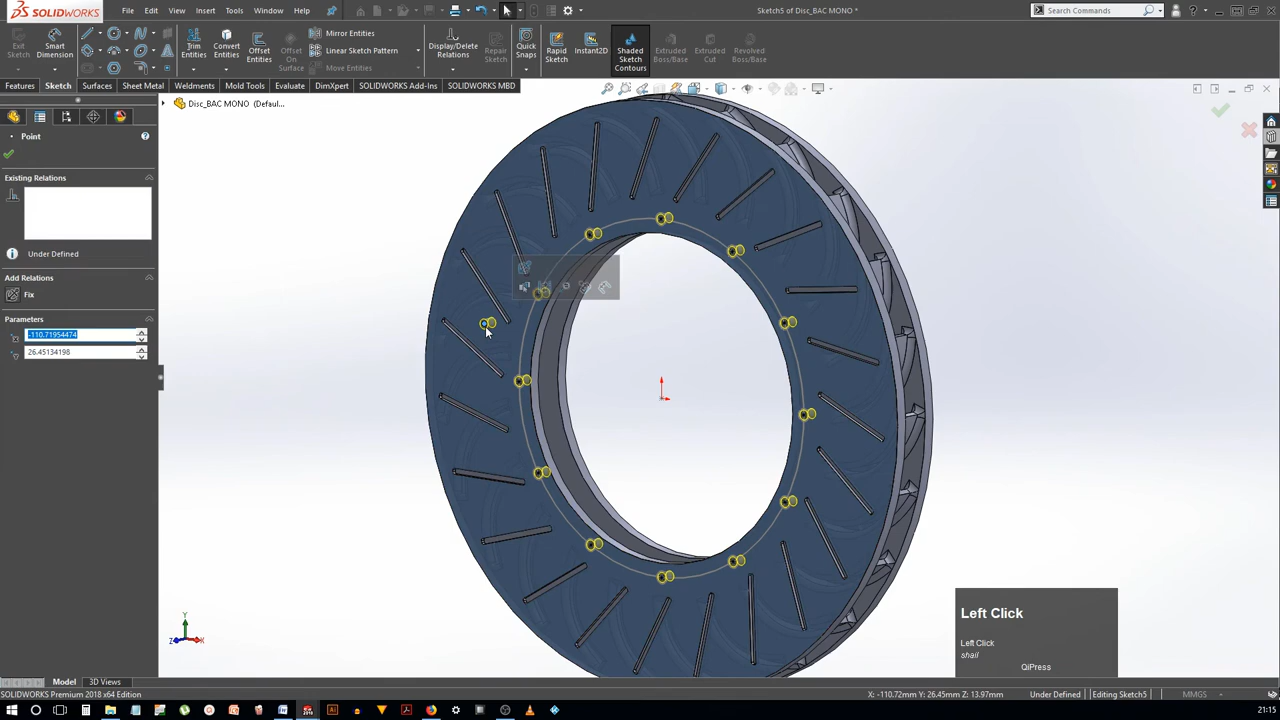 SOLIDWORKS
File
Edit
View
Insert
Tools
Window
Help
Sketch5 of Disc_BAC MONO *
Search Commands
Exit Sketch
Smart Dimension
Trim Entities
Convert Entities
Offset Entities
Offset On Surface
Mirror Entities
Linear Sketch Pattern
Move Entities
Display/Delete Relations
Repair Sketch
Quick Snaps
Rapid Sketch
Instant2D
Shaded Sketch Contours
Extruded Boss/Base
Extruded Cut
Revolved Boss/Base
Features
Sketch
Surfaces
Sheet Metal
Weldments
Mold Tools
Evaluate
DimXpert
SOLIDWORKS Add-Ins
SOLIDWORKS MBD
Disc_BAC MONO (Defaul...
Point
Existing Relations
Under Defined
Add Relations
Fix
Parameters
-110.71954474
26.45134198
Y
X
Z
Left Click
Left Click
shail
QiPress
Model
3D Views
SOLIDWORKS Premium 2018 x64 Edition
X: -110.72mm Y: 26.45mm Z: 13.97mm
Under Defined
Editing Sketch5
MMGS
21:15